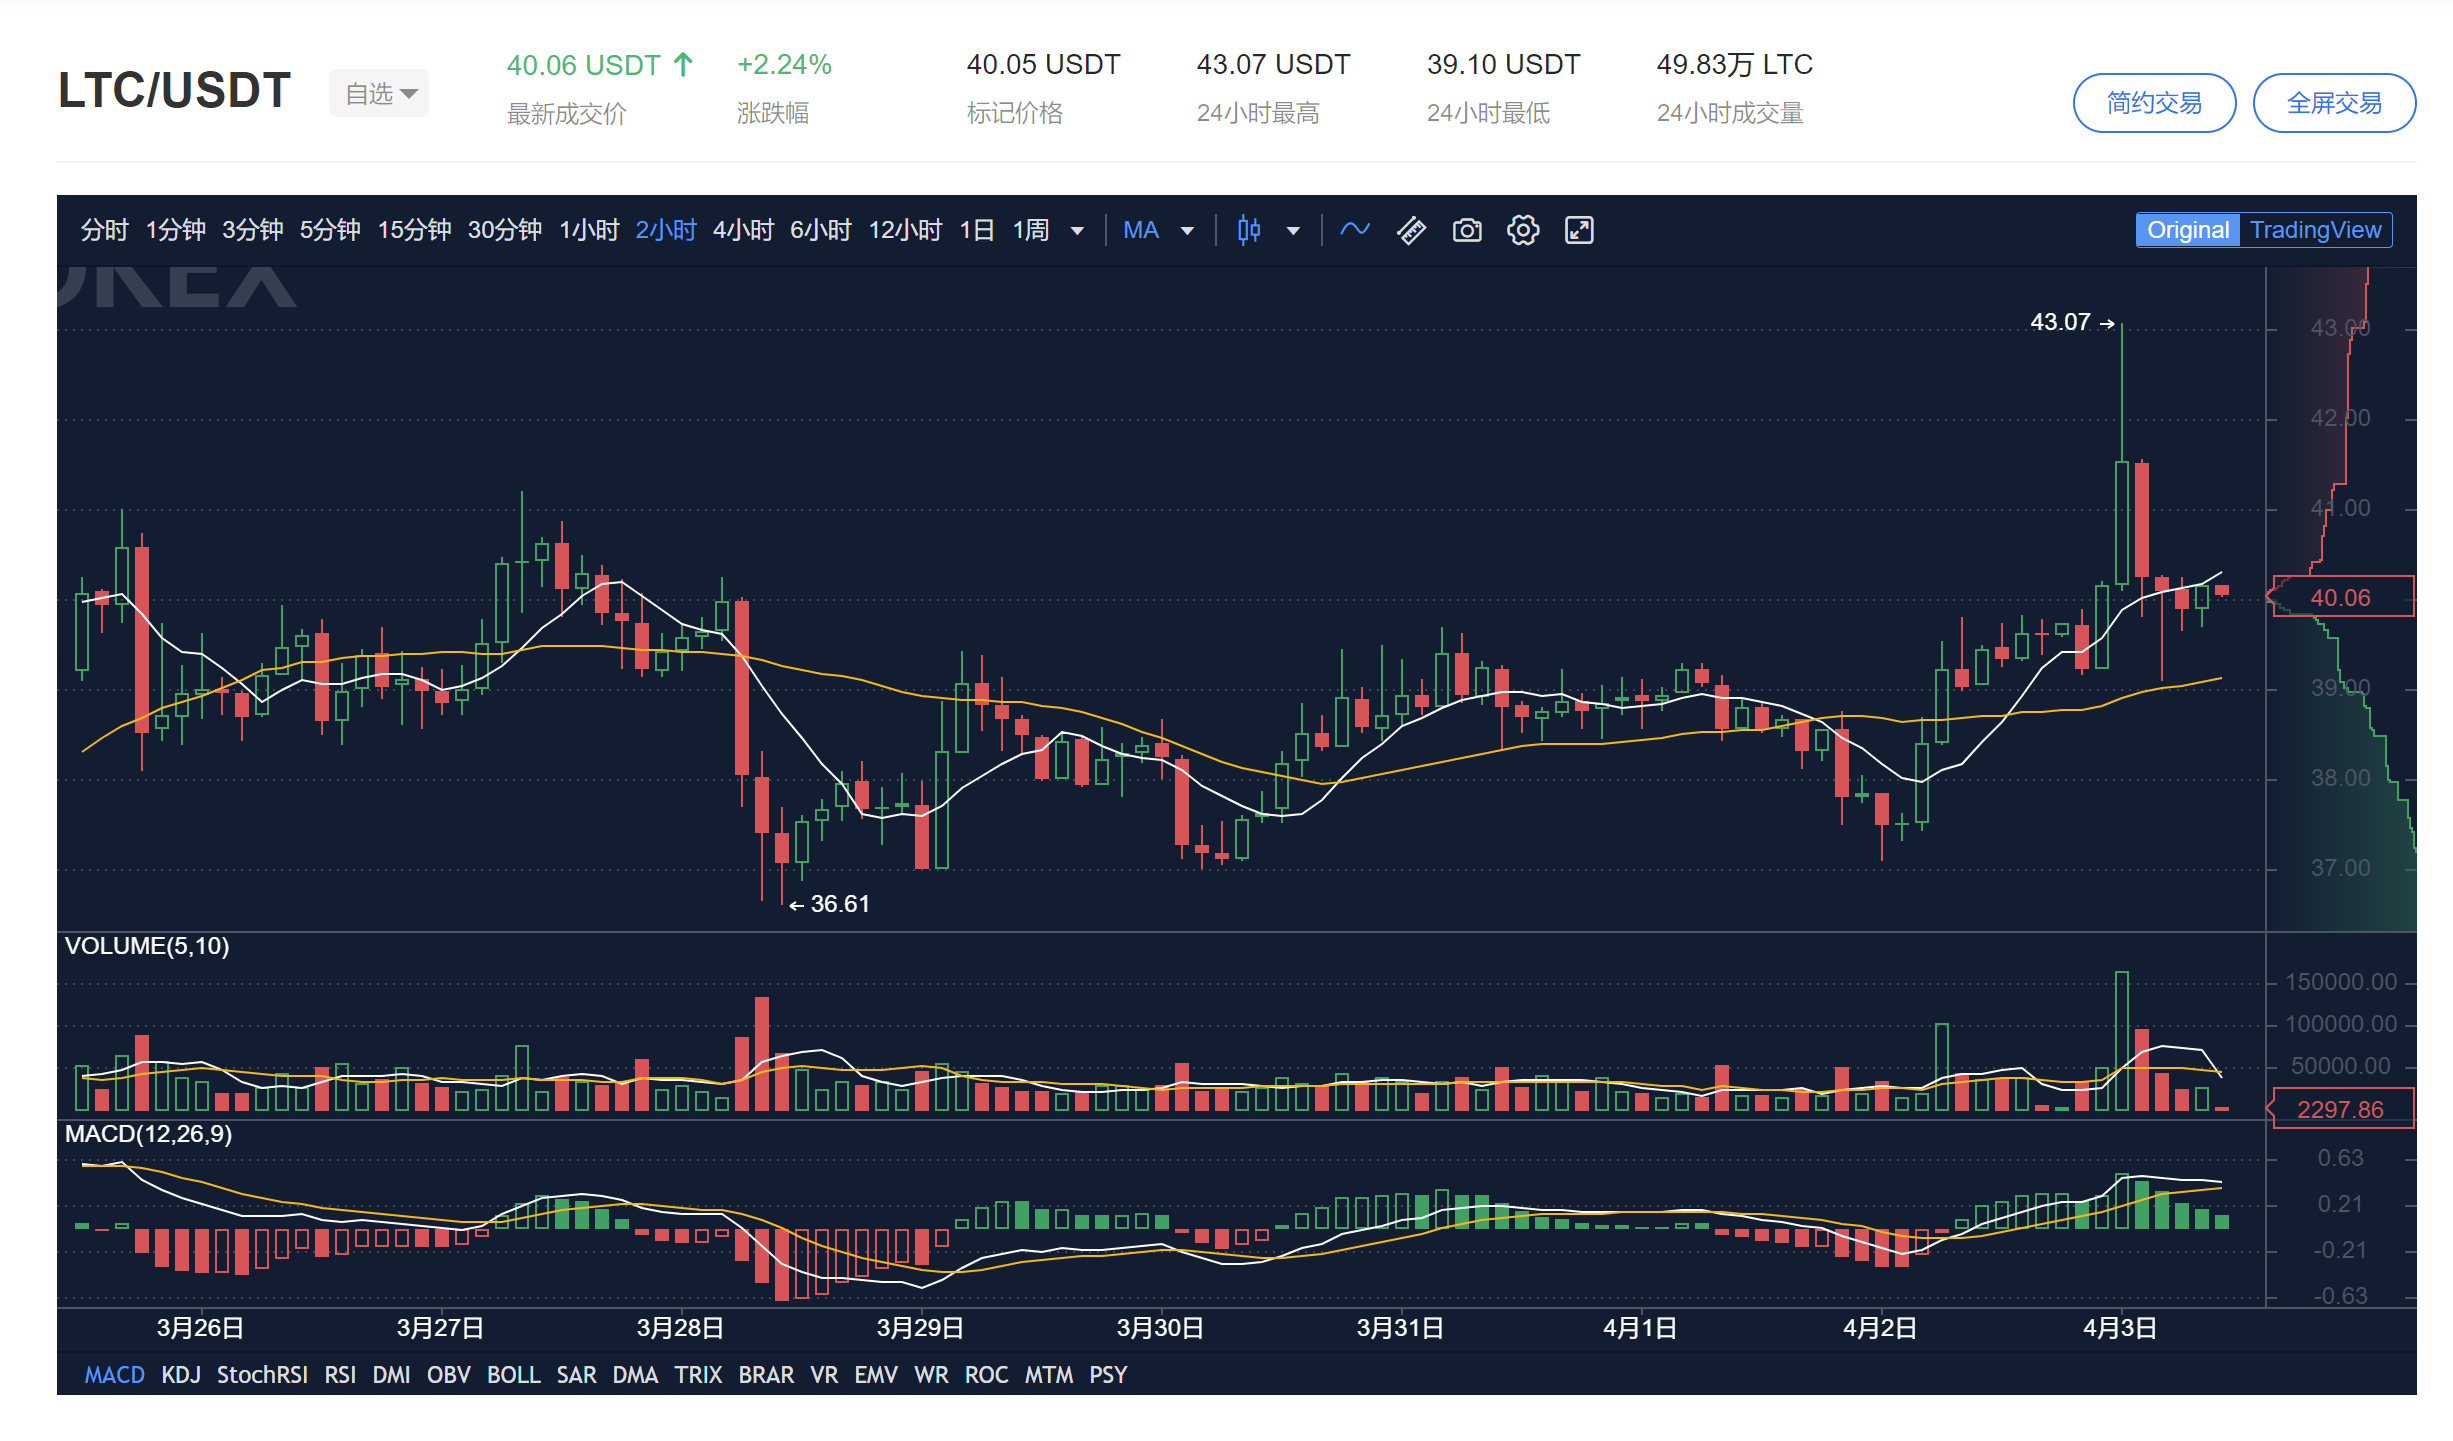 LTC/USDT
自选
40.06 USDT ↑ +2.24% 40.05 USDT 43.07 USDT 39.10 USDT 49.83万 LTC
最新成交价 涨跌幅 标记价格 24小时最高 24小时最低 24小时成交量
简约交易 全屏交易
分时 1分钟 3分钟 5分钟 15分钟 30分钟 1小时 2小时 4小时 6小时 12小时 1日 1周 MA Original TradingView
OKEX
43.07 →
43.00
42.00
41.00
40.06
39.00
38.00
37.00
← 36.61
VOLUME(5,10)
150000.00
100000.00
50000.00
2297.86
MACD(12,26,9)
0.63
0.21
-0.21
-0.63
3月26日 3月27日 3月28日 3月29日 3月30日 3月31日 4月1日 4月2日 4月3日
MACD KDJ StochRSI RSI DMI OBV BOLL SAR DMA TRIX BRAR VR EMV WR ROC MTM PSY